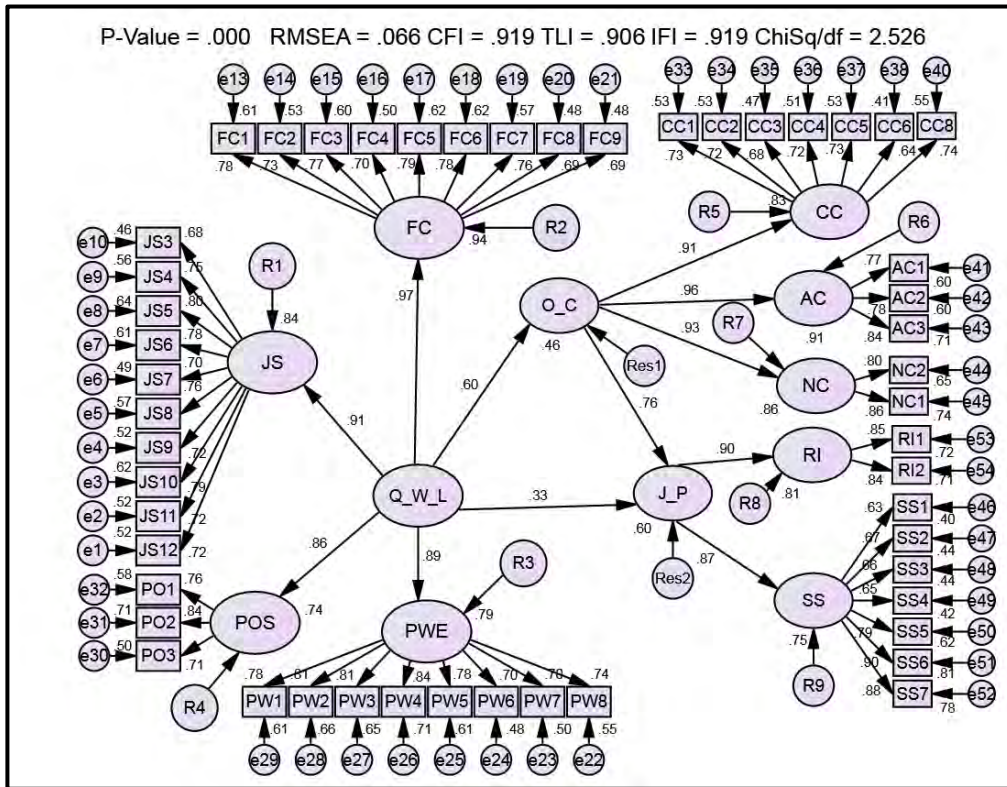 P-Value = .000 RMSEA = .066 CFI = .919 TLI = .906 IFI = .919 ChiSq/df = 2.526
e13 e14 e15 e16 e17 e18 e19 e20 e21
.61 .53 .60 .50 .62 .62 .57 .48 .48
FC1 FC2 FC3 FC4 FC5 FC6 FC7 FC8 FC9
.78 .73 .77 .70 .79 .78 .76 .69 .69
FC
.94
R2
.97
e33 e34 e35 e36 e37 e38 e40
.53 .53 .47 .51 .53 .41 .55
CC1 CC2 CC3 CC4 CC5 CC6 CC8
.73 .72 .68 .72 .73 .64 .74
.83
CC
R5
R6
.91
e10 .46 JS3 .68
e9 .56 JS4 .75
e8 .64 JS5 .80
e7 .61 JS6 .78
e6 .49 JS7 .70
e5 .57 JS8 .76
e4 .52 JS9 .72
e3 .62 JS10 .79
e2 .52 JS11 .72
e1 .52 JS12 .72
R1
.84
JS
.91
O_C
.46
Res1
.96
AC
.91
.77 AC1 .60 e41
.78 AC2 .60 e42
.84 AC3 .71 e43
R7
.93
NC
.86
.80 NC2 .65 e44
.86 NC1 .74 e45
.60
.76
Q_W_L
.33
J_P
.60
Res2
.90
RI
.81
R8
.85 RI1 .72 e53
.84 RI2 .71 e54
.87
SS
.75
R9
.63 SS1 .40 e46
.67 SS2 .44 e47
.66 SS3 .44 e48
.65 SS4 .42 e49
.79 SS5 .62 e50
.90 SS6 .81 e51
.88 SS7 .78 e52
.86
e32 .58 PO1 .76
e31 .71 PO2 .84
e30 .50 PO3 .71
POS
.74
R4
.89
R3
PWE
.79
.78 .81 .81 .84 .78 .70 .70 .74
PW1 PW2 PW3 PW4 PW5 PW6 PW7 PW8
.61 .66 .65 .71 .61 .48 .50 .55
e29 e28 e27 e26 e25 e24 e23 e22